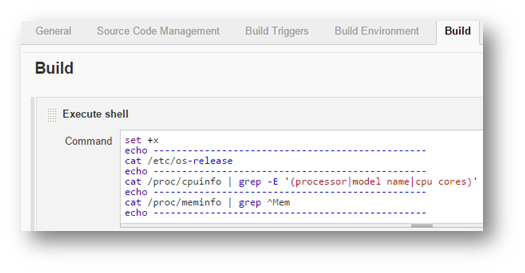 General Source Code Management Build Triggers Build Environment Build
Build
Execute shell
Command
set +x
echo -------------------------------------------------
cat /etc/os-release
echo -------------------------------------------------
cat /proc/cpuinfo | grep -E '(processor|model name|cpu cores)'
echo -------------------------------------------------
cat /proc/meminfo | grep ^Mem
echo -------------------------------------------------